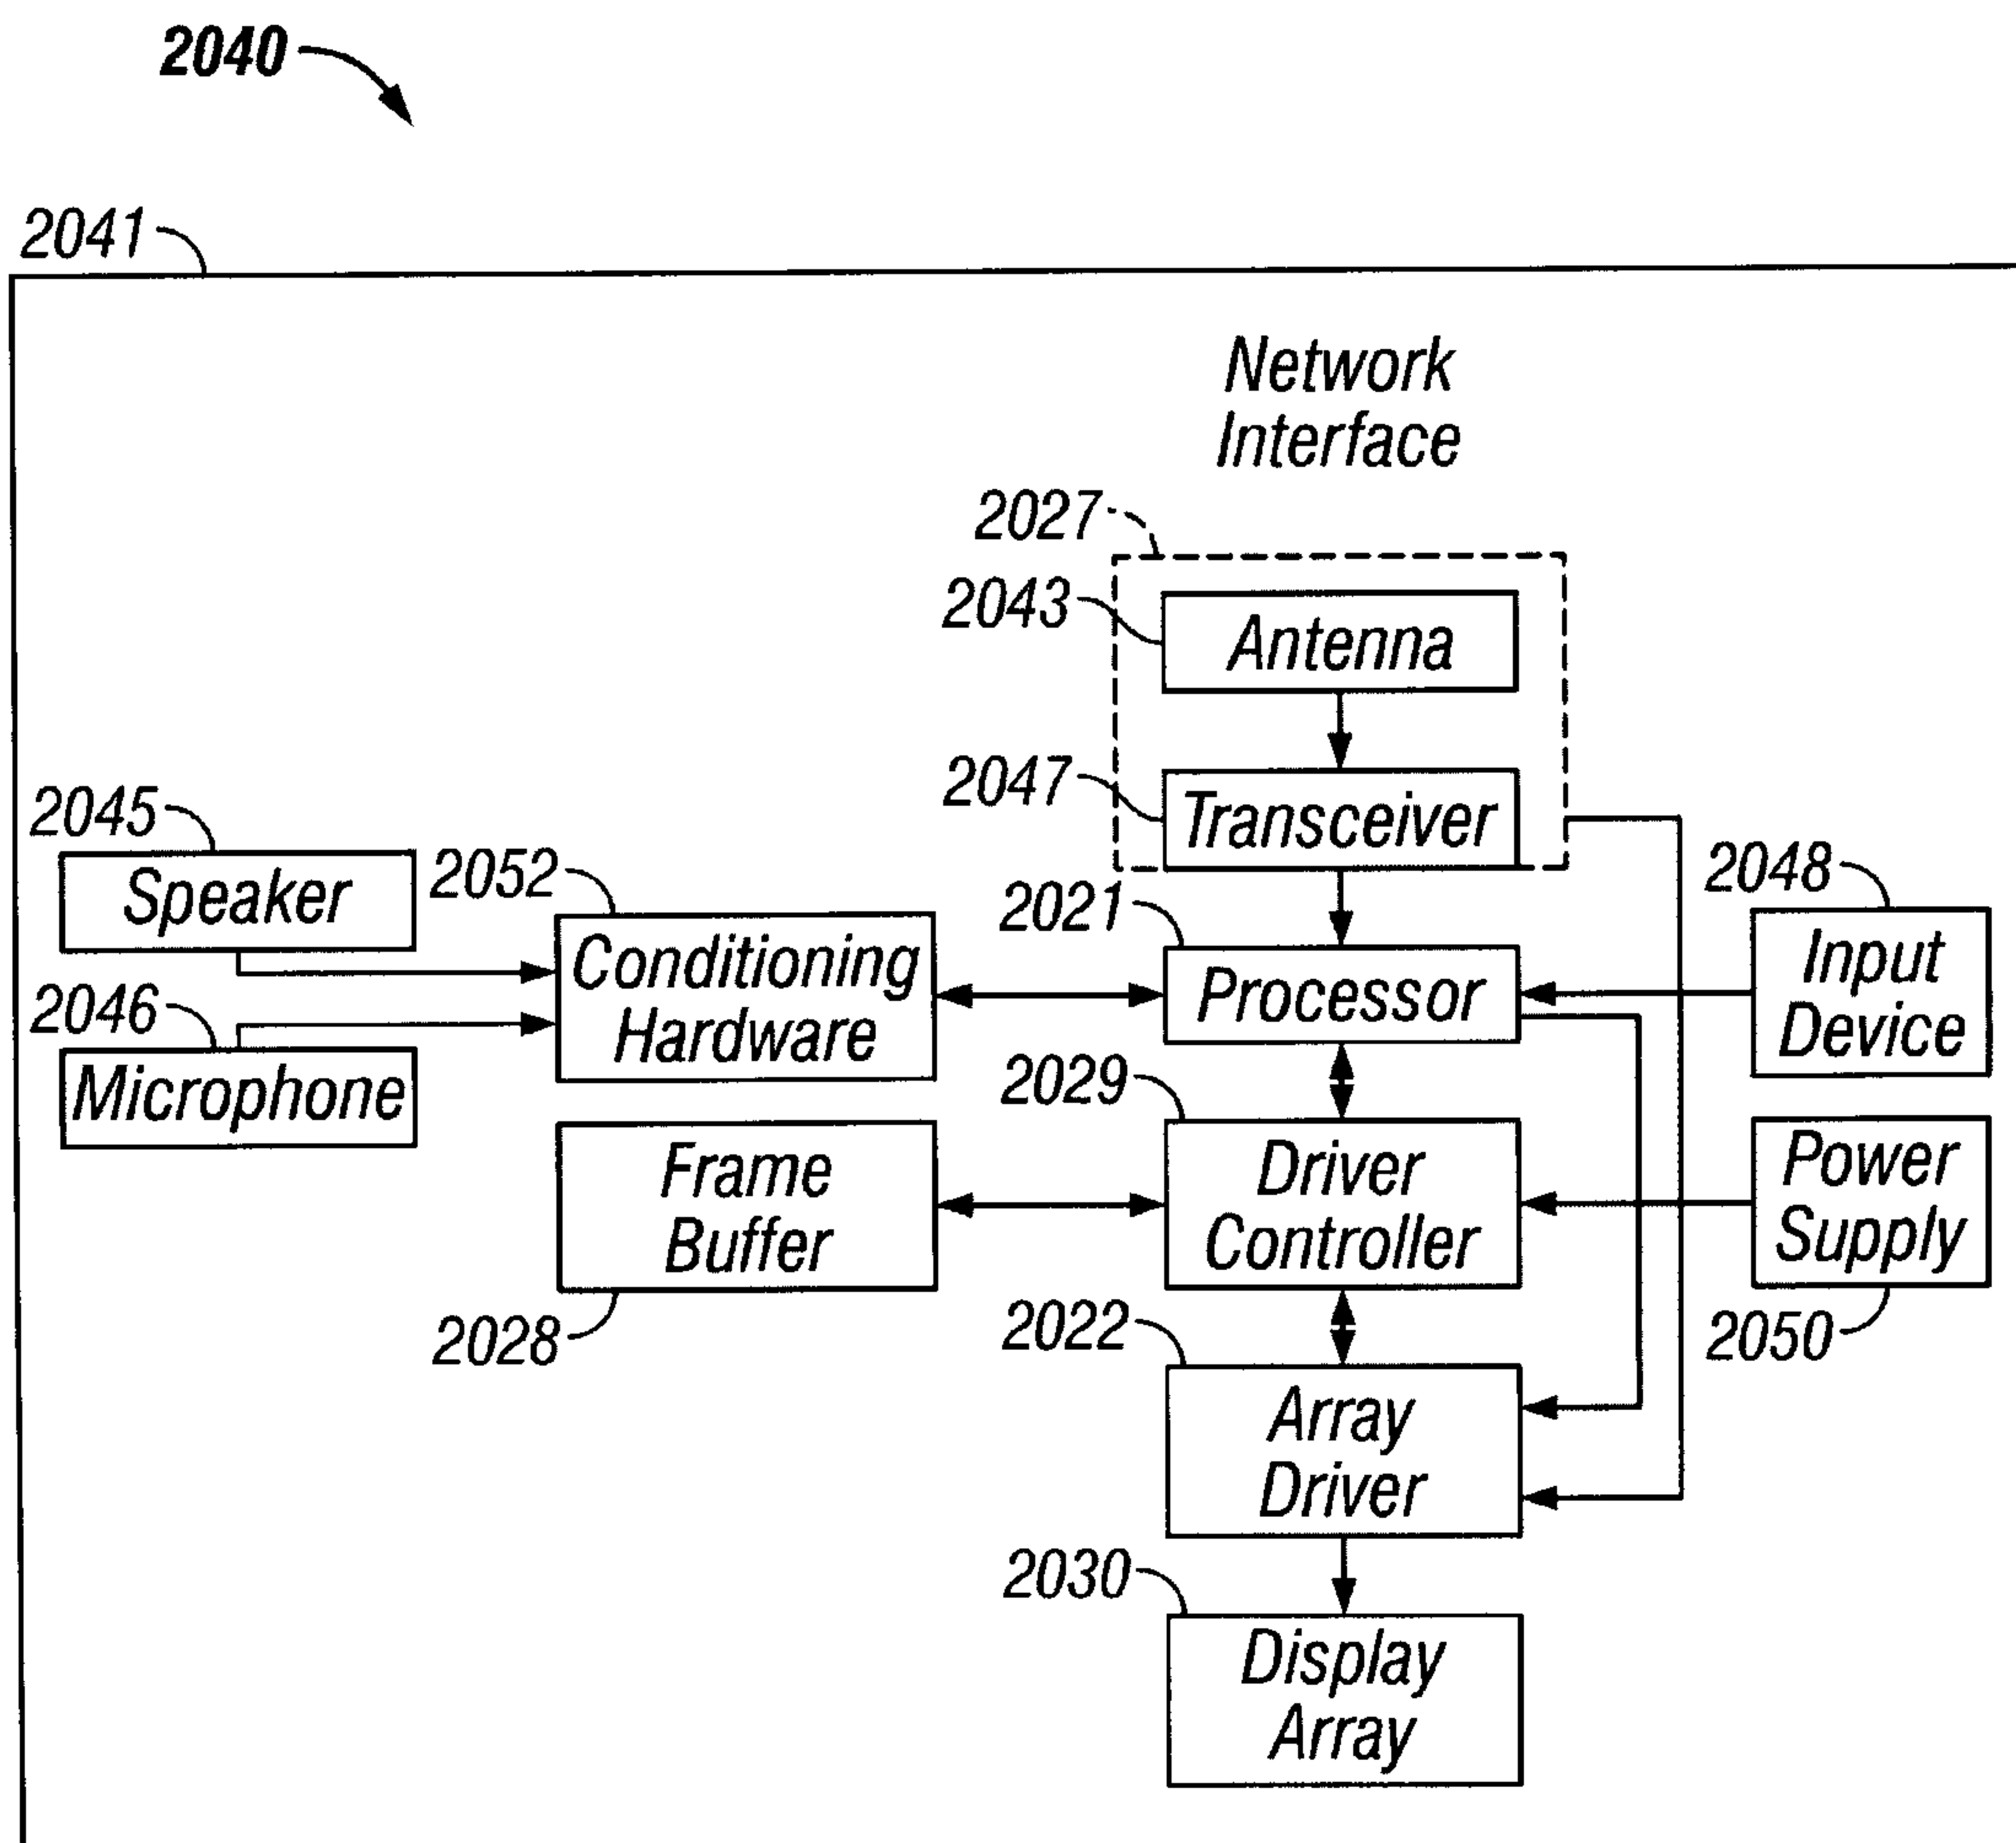 2040
2041
Network
Interface
2027
2043
Antenna
2047
Transceiver
2045
Speaker
2052
Conditioning
Hardware
2021
Processor
2048
Input
Device
2046
Microphone
2029
Driver
Controller
Frame
Buffer
2028
Power
Supply
2050
2022
Array
Driver
2030
Display
Array